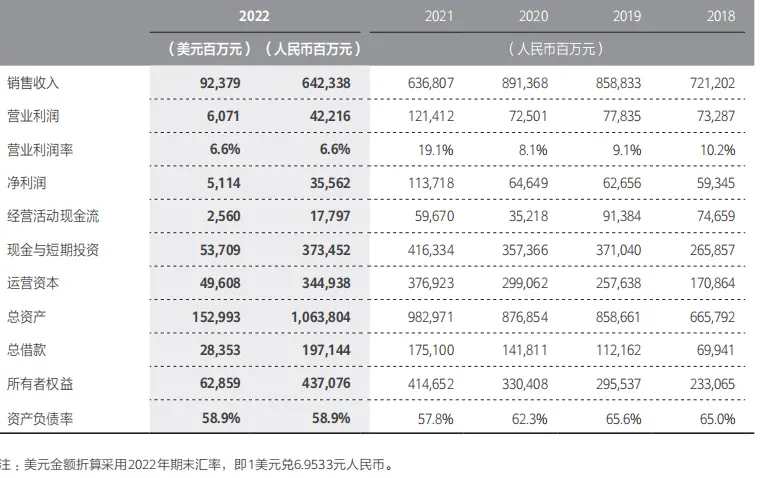 2022 2021 2020 2019 2018
（美元百万元） （人民币百万元） （人民币百万元）
销售收入 92,379 642,338 636,807 891,368 858,833 721,202
营业利润 6,071 42,216 121,412 72,501 77,835 73,287
营业利润率 6.6% 6.6% 19.1% 8.1% 9.1% 10.2%
净利润 5,114 35,562 113,718 64,649 62,656 59,345
经营活动现金流 2,560 17,797 59,670 35,218 91,384 74,659
现金与短期投资 53,709 373,452 416,334 357,366 371,040 265,857
运营资本 49,608 344,938 376,923 299,062 257,638 170,864
总资产 152,993 1,063,804 982,971 876,854 858,661 665,792
总借款 28,353 197,144 175,100 141,811 112,162 69,941
所有者权益 62,859 437,076 414,652 330,408 295,537 233,065
资产负债率 58.9% 58.9% 57.8% 62.3% 65.6% 65.0%
注：美元金额折算采用2022年期末汇率，即1美元兑6.9533元人民币。